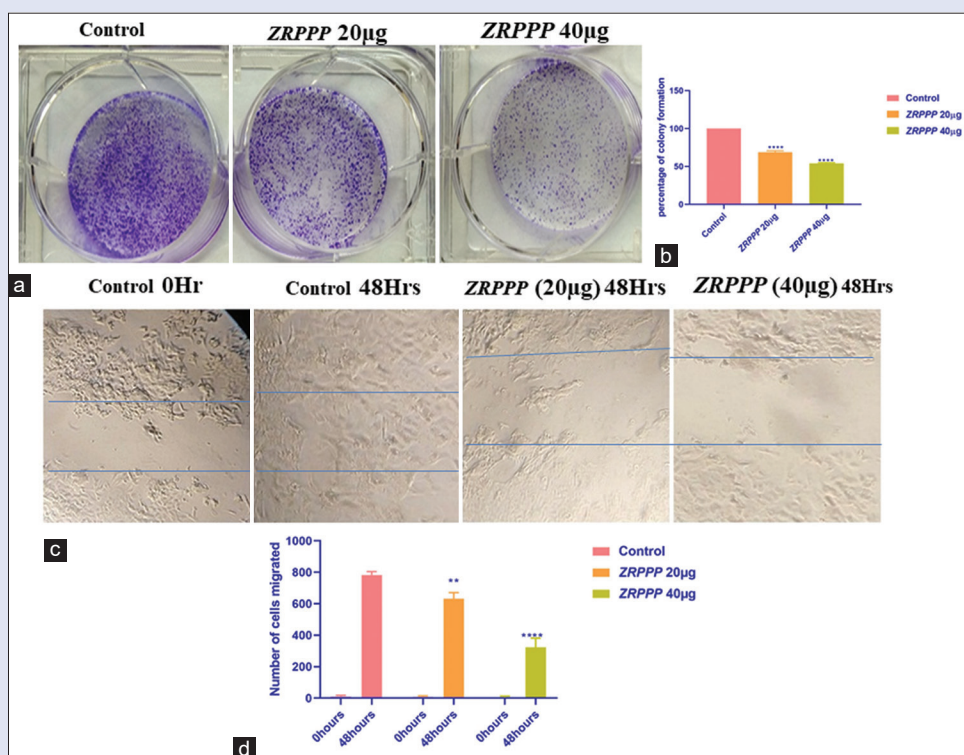 Control
ZRPPP 20μg
ZRPPP 40μg
a
percentage of colony formation
150
100
50
0
Control
ZRPPP 20μg
ZRPPP 40μg
Control
ZRPPP 20μg
ZRPPP 40μg
b
Control 0Hr
Control 48Hrs
ZRPPP (20μg) 48Hrs
ZRPPP (40μg) 48Hrs
c
Number of cells migrated
1000
800
600
400
200
0
**
****
0hours
48hours
0hours
48hours
0hours
48hours
Control
ZRPPP 20μg
ZRPPP 40μg
d